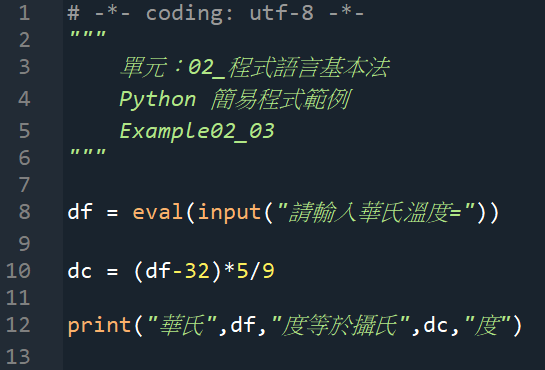 1 # -*- coding: utf-8 -*-
2 """
3 單元：02_程式語言基本法
4 Python 簡易程式範例
5 Example02_03
6 """
7
8 df = eval(input("請輸入華氏溫度="))
9
10 dc = (df-32)*5/9
11
12 print("華氏",df,"度等於攝氏",dc,"度")
13